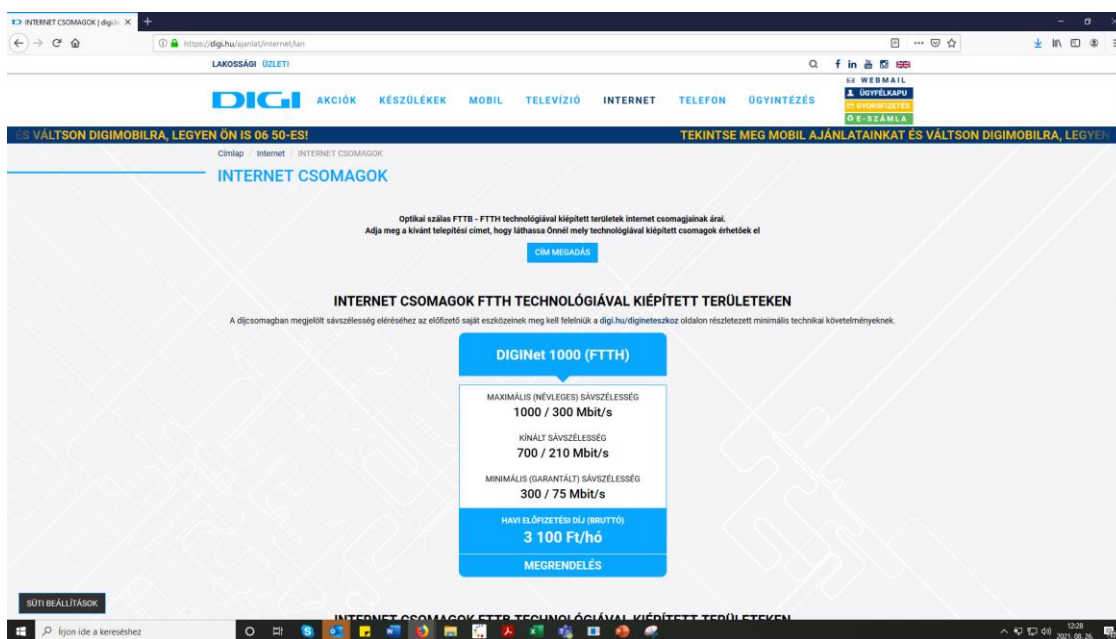 INTERNET CSOMAGOK | digi.h
https://digi.hu/ajanlat/internet/lan
LAKOSSÁGI ÜZLETI
DIGI AKCIÓK KÉSZÜLÉKEK MOBIL TELEVÍZIÓ INTERNET TELEFON ÜGYINTÉZÉS
WEBMAIL
ÜGYFÉLKAPU
GYORSFIZETÉS
E-SZÁMLA
ÉS VÁLTSON DIGIMOBILRA, LEGYEN ÖN IS 06 50-ES! TEKINTSE MEG MOBIL AJÁNLATAINKAT ÉS VÁLTSON DIGIMOBILRA, LEGYEN
Címlap / Internet / INTERNET CSOMAGOK
INTERNET CSOMAGOK
Optikai szálas FTTB - FTTH technológiával kiépített területek internet csomagjainak árai.
Adja meg a kívánt telepítési címet, hogy láthassa Önnél mely technológiával kiépített csomagok érhetőek el
CÍM MEGADÁS
INTERNET CSOMAGOK FTTH TECHNOLÓGIÁVAL KIÉPÍTETT TERÜLETEKEN
A díjcsomagban megjelölt sávszélesség eléréséhez az előfizető saját eszközeinek meg kell felelniük a digi.hu/digineteszkoz oldalon részletezett minimális technikai követelményeknek.
DIGINet 1000 (FTTH)
MAXIMÁLIS (NÉVLEGES) SÁVSZÉLESSÉG
1000 / 300 Mbit/s
KÍNÁLT SÁVSZÉLESSÉG
700 / 210 Mbit/s
MINIMÁLIS (GARANTÁLT) SÁVSZÉLESSÉG
300 / 75 Mbit/s
HAVI ELŐFIZETÉSI DÍJ (BRUTTÓ)
3 100 Ft/hó
MEGRENDELÉS
SÜTI BEÁLLÍTÁSOK
INTERNET CSOMAGOK FTTB TECHNOLÓGIÁVAL KIÉPÍTETT TERÜLETEKEN
Írjon ide a kereséshez
12:28
2021. 08. 26.